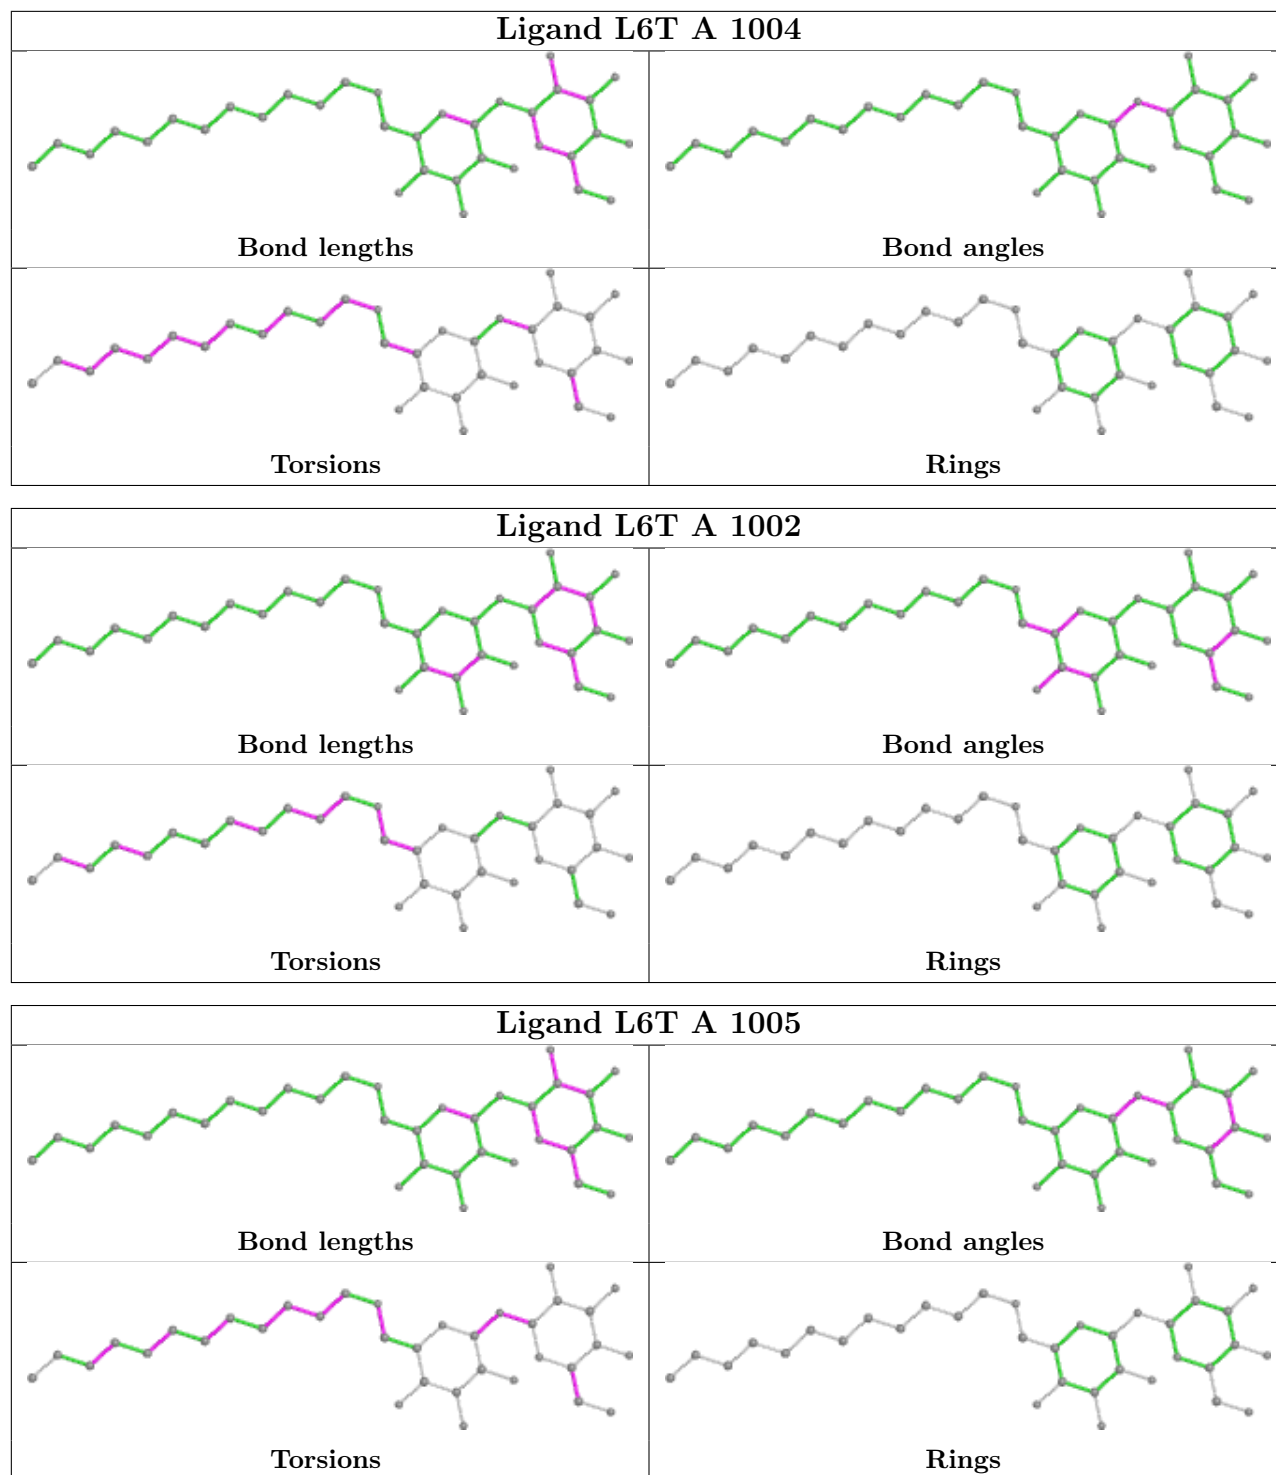 Ligand L6T A 1004
Bond lengths
Bond angles
Torsions
Rings
Ligand L6T A 1002
Bond lengths
Bond angles
Torsions
Rings
Ligand L6T A 1005
Bond lengths
Bond angles
Torsions
Rings